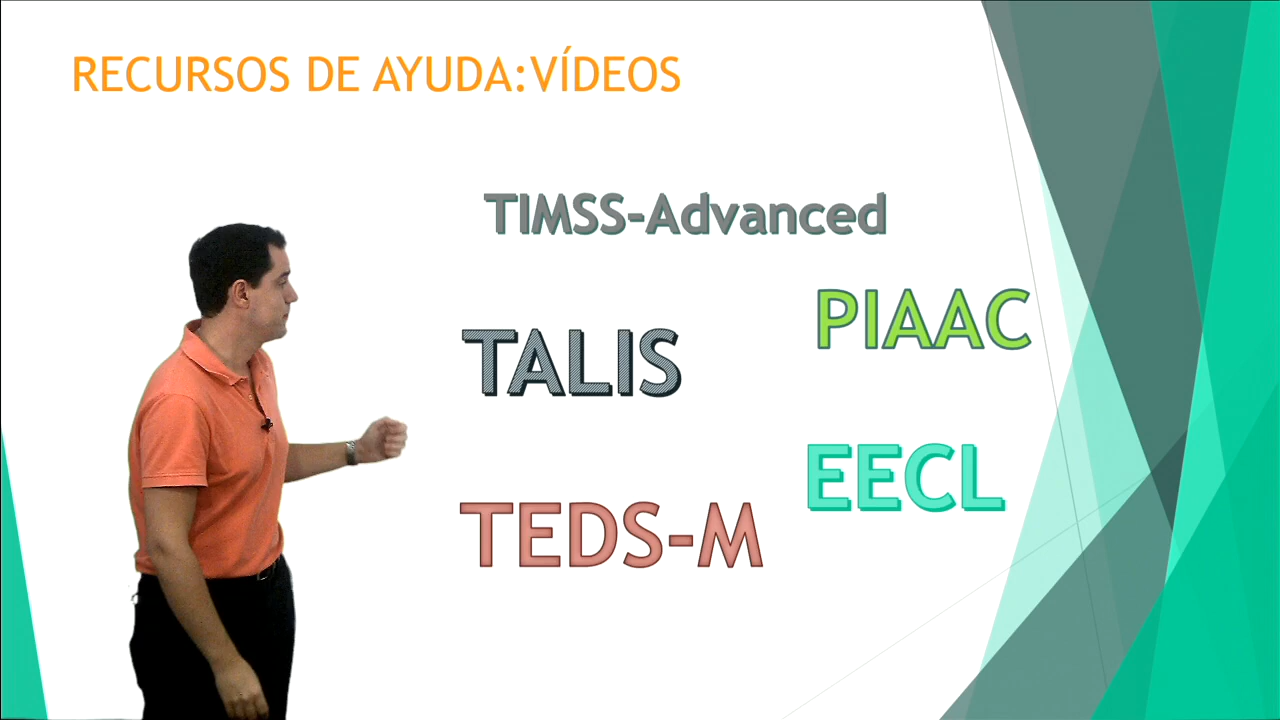 RECURSOS DE AYUDA:VÍDEOS
TIMSS-Advanced
PIAAC
TALIS
EECL
TEDS-M